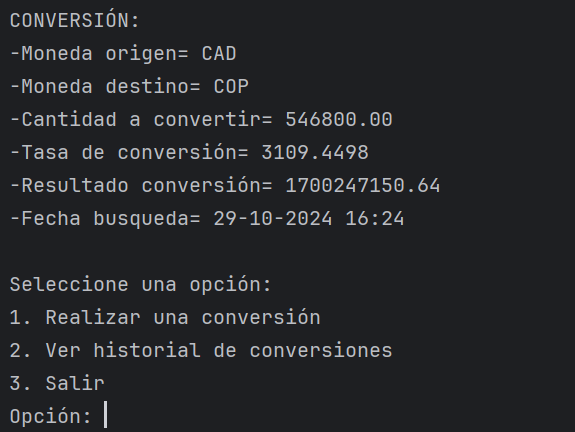 CONVERSIÓN:
-Moneda origen= CAD
-Moneda destino= COP
-Cantidad a convertir= 546800.00
-Tasa de conversión= 3109.4498
-Resultado conversión= 1700247150.64
-Fecha busqueda= 29-10-2024 16:24
Seleccione una opción:
1. Realizar una conversión
2. Ver historial de conversiones
3. Salir
Opción: